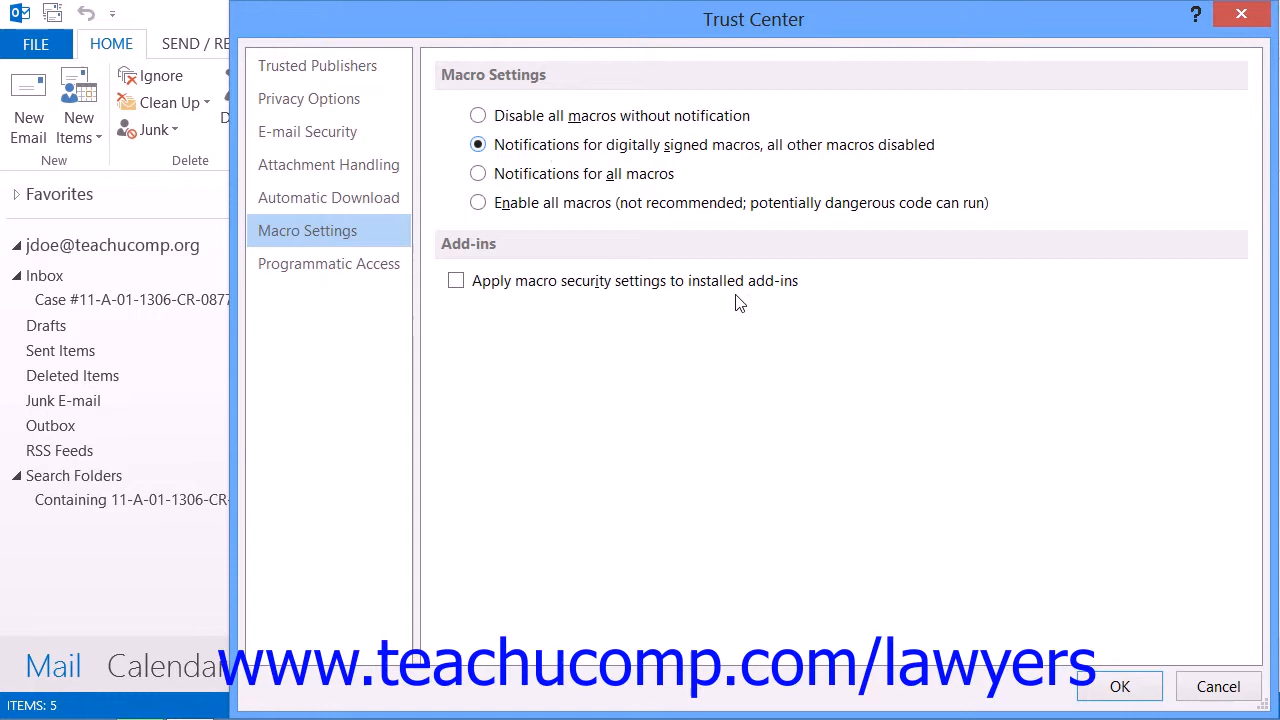 Trust Center
?
FILE
HOME
SEND / RE
New Email
New Items
Ignore
Clean Up
Junk
D
New
Delete
Favorites
jdoe@teachucomp.org
Inbox
Case #11-A-01-1306-CR-0877
Drafts
Sent Items
Deleted Items
Junk E-mail
Outbox
RSS Feeds
Search Folders
Containing 11-A-01-1306-CR-
Mail
Calenda
ITEMS: 5
Trusted Publishers
Privacy Options
E-mail Security
Attachment Handling
Automatic Download
Macro Settings
Programmatic Access
Macro Settings
Disable all macros without notification
Notifications for digitally signed macros, all other macros disabled
Notifications for all macros
Enable all macros (not recommended; potentially dangerous code can run)
Add-ins
Apply macro security settings to installed add-ins
www.teachucomp.com/lawyers
OK
Cancel